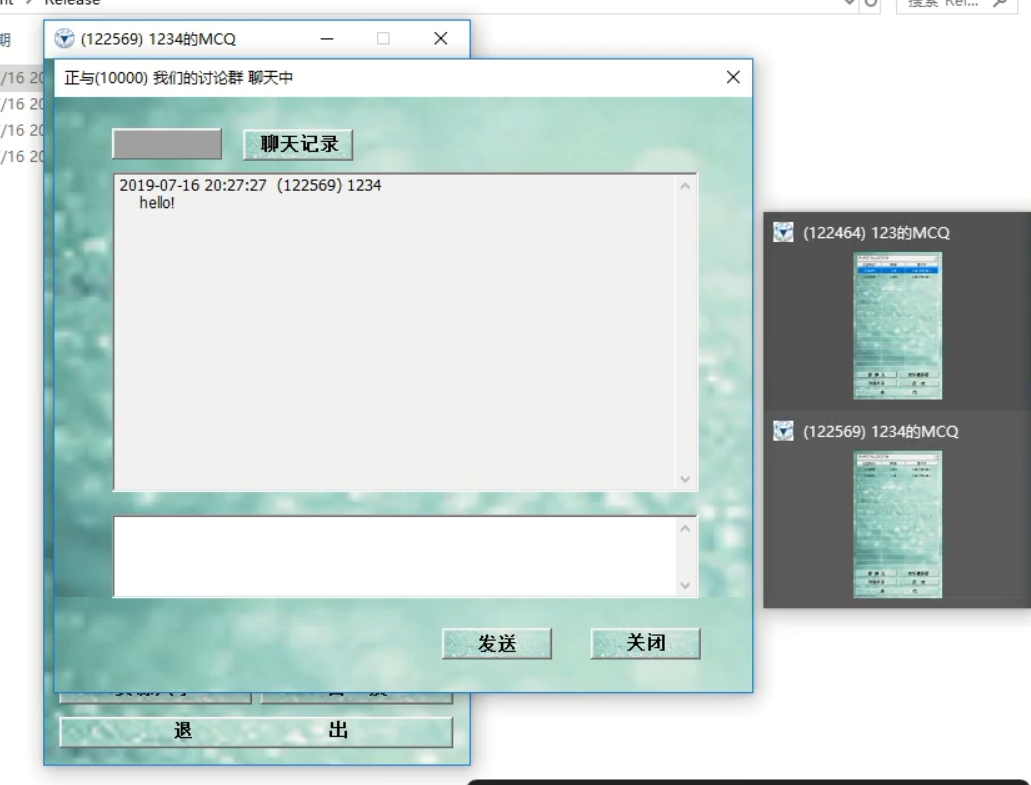 Release
搜索 Rel...
期
(122569) 1234的MCQ
/16 20
/16 20
/16 20
/16 20
正与(10000) 我们的讨论群 聊天中
聊天记录
2019-07-16 20:27:27 (122569) 1234
hello!
发送
关闭
退 出
(122464) 123的MCQ
(122569) 1234的MCQ